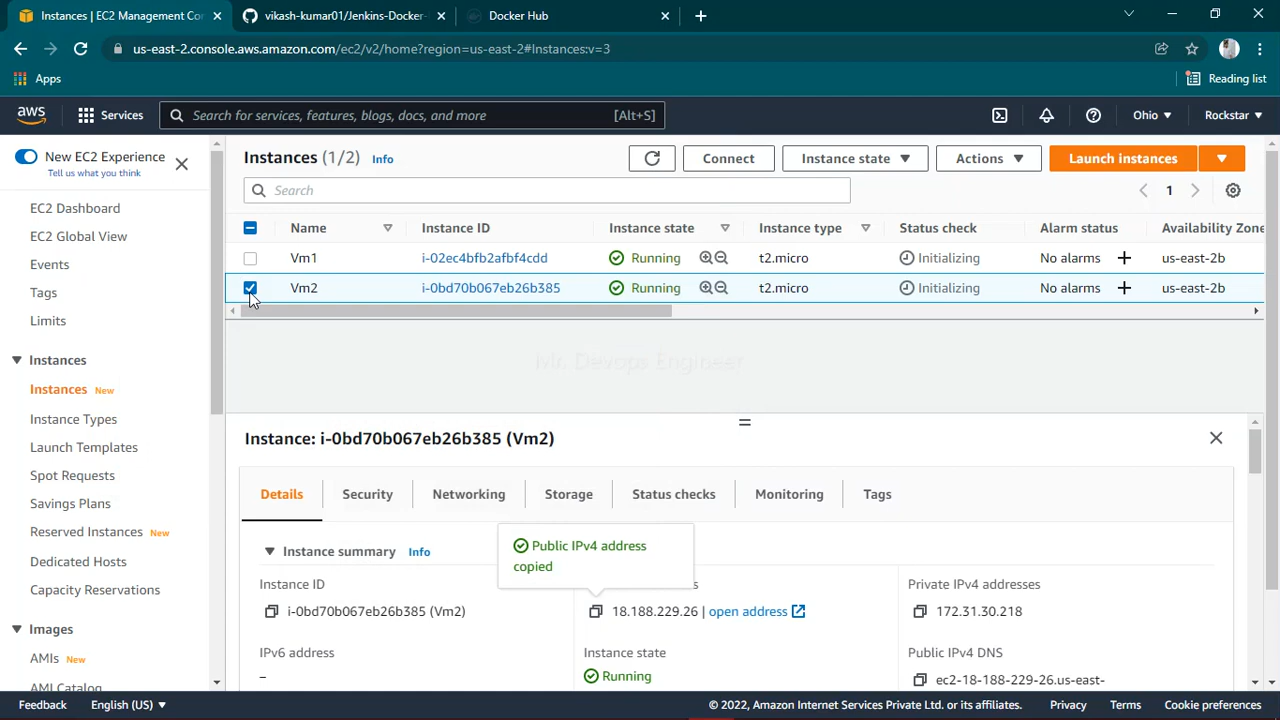 Instances | EC2 Management Co
vikash-kumar01/Jenkins-Docker-
Docker Hub
us-east-2.console.aws.amazon.com/ec2/v2/home?region=us-east-2#Instances:v=3
Apps
Reading list
aws
Services
Search for services, features, blogs, docs, and more
[Alt+S]
Ohio
Rockstar
New EC2 Experience
Tell us what you think
EC2 Dashboard
EC2 Global View
Events
Tags
Limits
Instances
Instances New
Instance Types
Launch Templates
Spot Requests
Savings Plans
Reserved Instances New
Dedicated Hosts
Capacity Reservations
Images
AMIs New
AMI Catalog
Instances (1/2) Info
Connect
Instance state
Actions
Launch instances
Search
1
Name Instance ID Instance state Instance type Status check Alarm status Availability Zone
Vm1 i-02ec4bfb2afbf4cdd Running t2.micro Initializing No alarms + us-east-2b
Vm2 i-0bd70b067eb26b385 Running t2.micro Initializing No alarms + us-east-2b
Mr. Devops Engineer
Instance: i-0bd70b067eb26b385 (Vm2)
Details Security Networking Storage Status checks Monitoring Tags
Public IPv4 address
copied
Instance summary Info
Instance ID
i-0bd70b067eb26b385 (Vm2)
18.188.229.26 | open address
Private IPv4 addresses
172.31.30.218
IPv6 address
–
Instance state
Running
Public IPv4 DNS
ec2-18-188-229-26.us-east-
Feedback English (US) © 2022, Amazon Internet Services Private Ltd. or its affiliates. Privacy Terms Cookie preferences